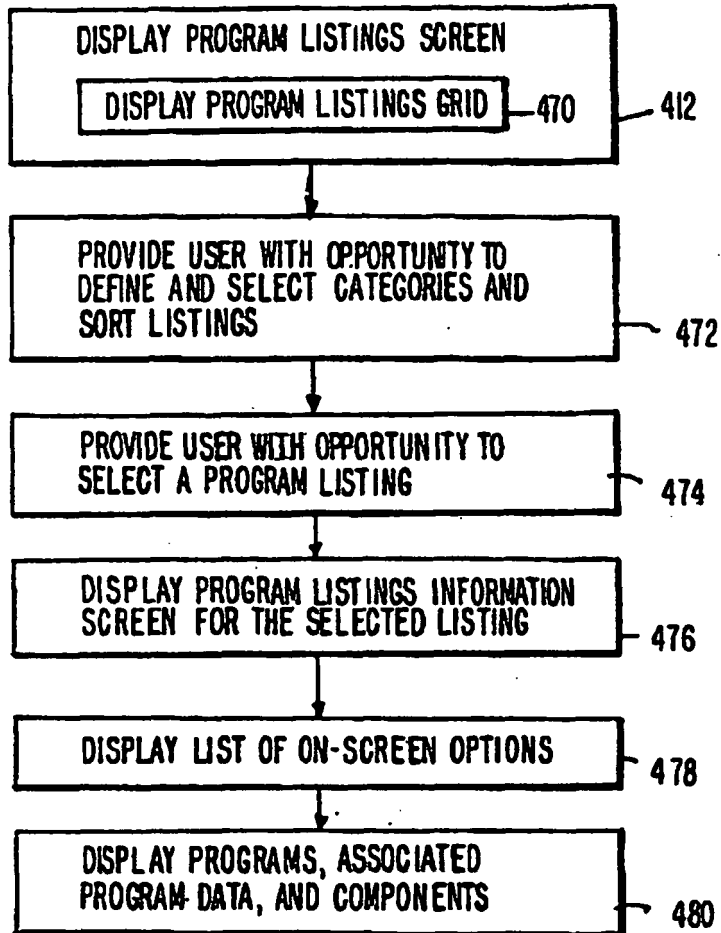 DISPLAY PROGRAM LISTINGS SCREEN
DISPLAY PROGRAM LISTINGS GRID
470
412
PROVIDE USER WITH OPPORTUNITY TO
DEFINE AND SELECT CATEGORIES AND
SORT LISTINGS
472
PROVIDE USER WITH OPPORTUNITY TO
SELECT A PROGRAM LISTING
474
DISPLAY PROGRAM LISTINGS INFORMATION
SCREEN FOR THE SELECTED LISTING
476
DISPLAY LIST OF ON-SCREEN OPTIONS
478
DISPLAY PROGRAMS, ASSOCIATED
PROGRAM DATA, AND COMPONENTS
480